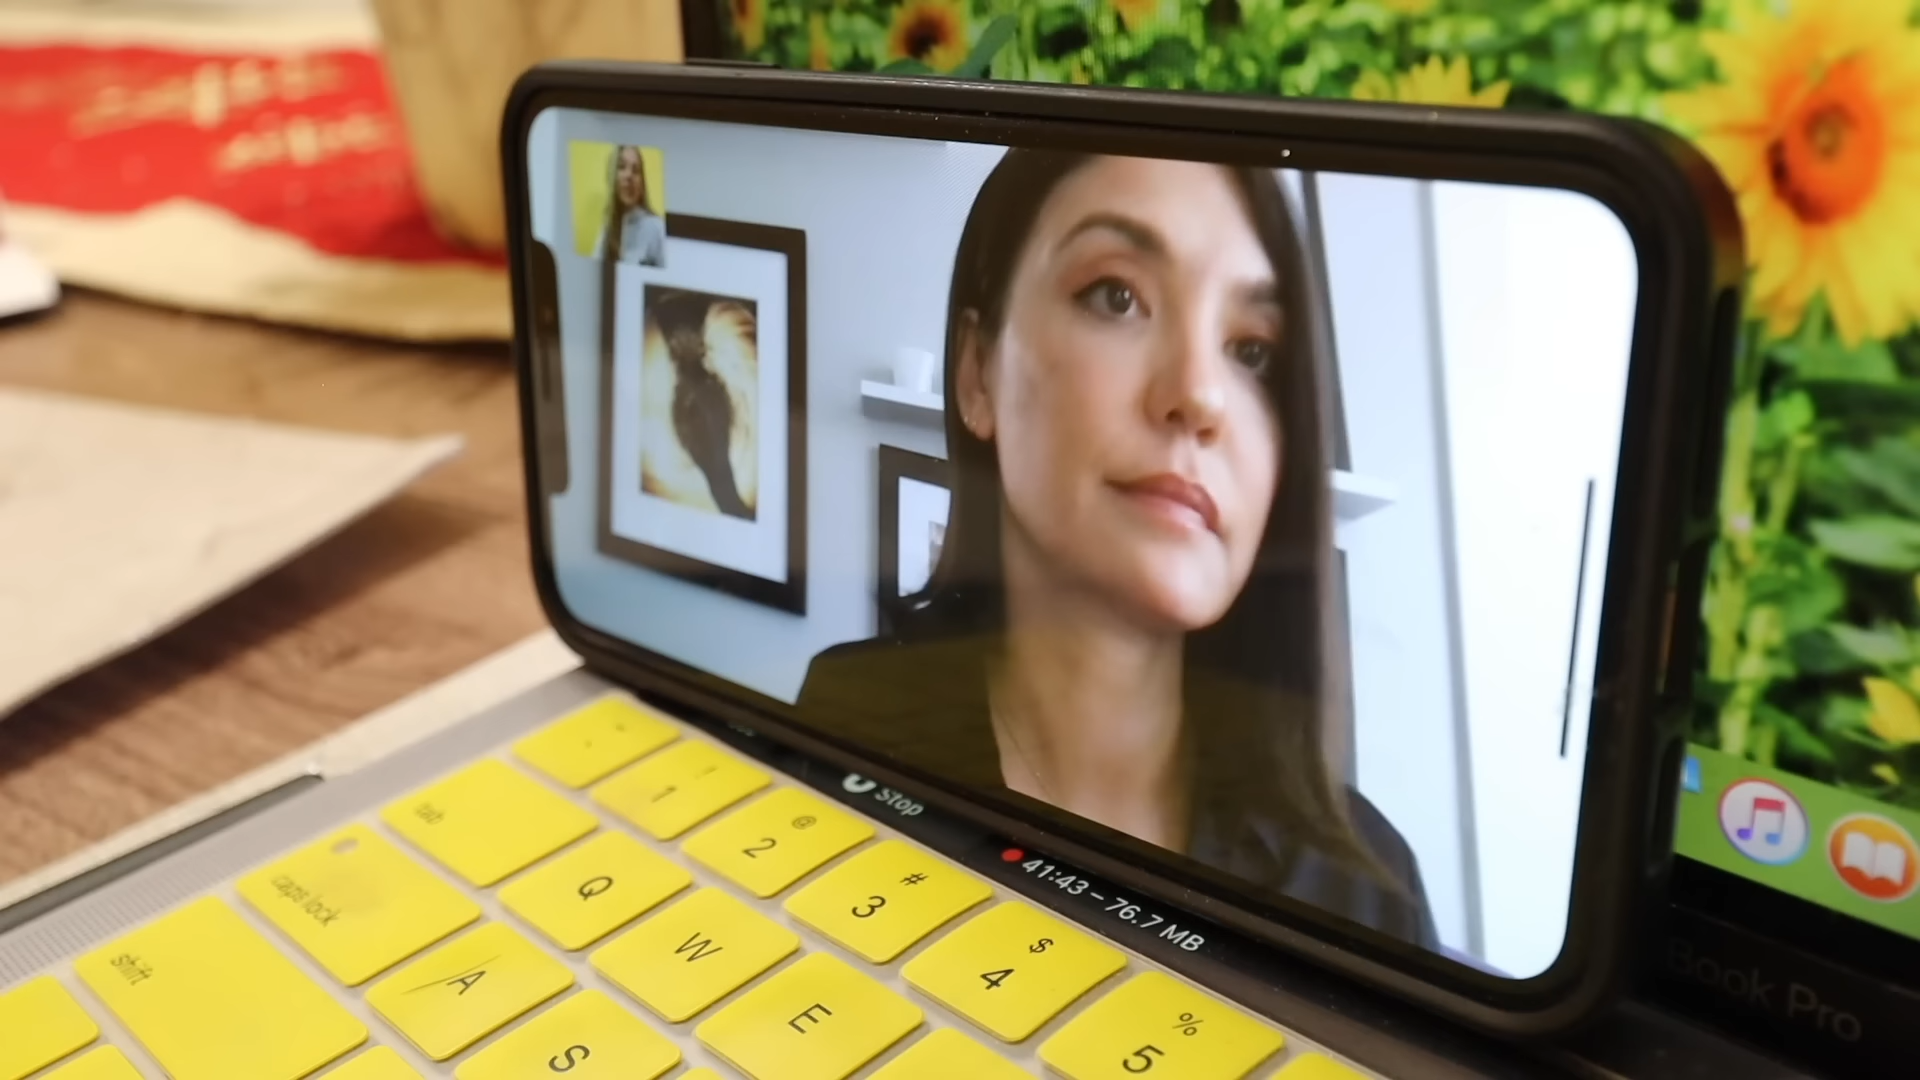 Stop
41:43 – 76.7 MB
Book Pro
1
@
2
#
3
$
4
%
5
tab
Q
W
E
caps lock
A
S
shift